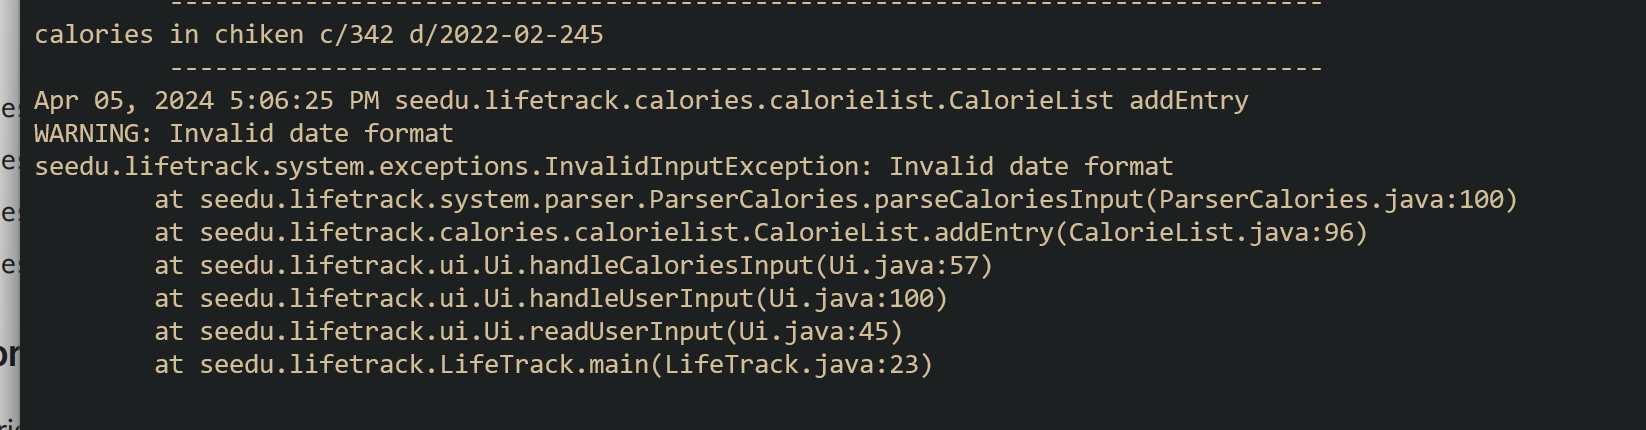 --------------------------------------------------------------------------------
calories in chiken c/342 d/2022-02-245
--------------------------------------------------------------------------------
Apr 05, 2024 5:06:25 PM seedu.lifetrack.calories.calorielist.CalorieList addEntry
WARNING: Invalid date format
seedu.lifetrack.system.exceptions.InvalidInputException: Invalid date format
at seedu.lifetrack.system.parser.ParserCalories.parseCaloriesInput(ParserCalories.java:100)
at seedu.lifetrack.calories.calorielist.CalorieList.addEntry(CalorieList.java:96)
at seedu.lifetrack.ui.Ui.handleCaloriesInput(Ui.java:57)
at seedu.lifetrack.ui.Ui.handleUserInput(Ui.java:100)
at seedu.lifetrack.ui.Ui.readUserInput(Ui.java:45)
at seedu.lifetrack.LifeTrack.main(LifeTrack.java:23)